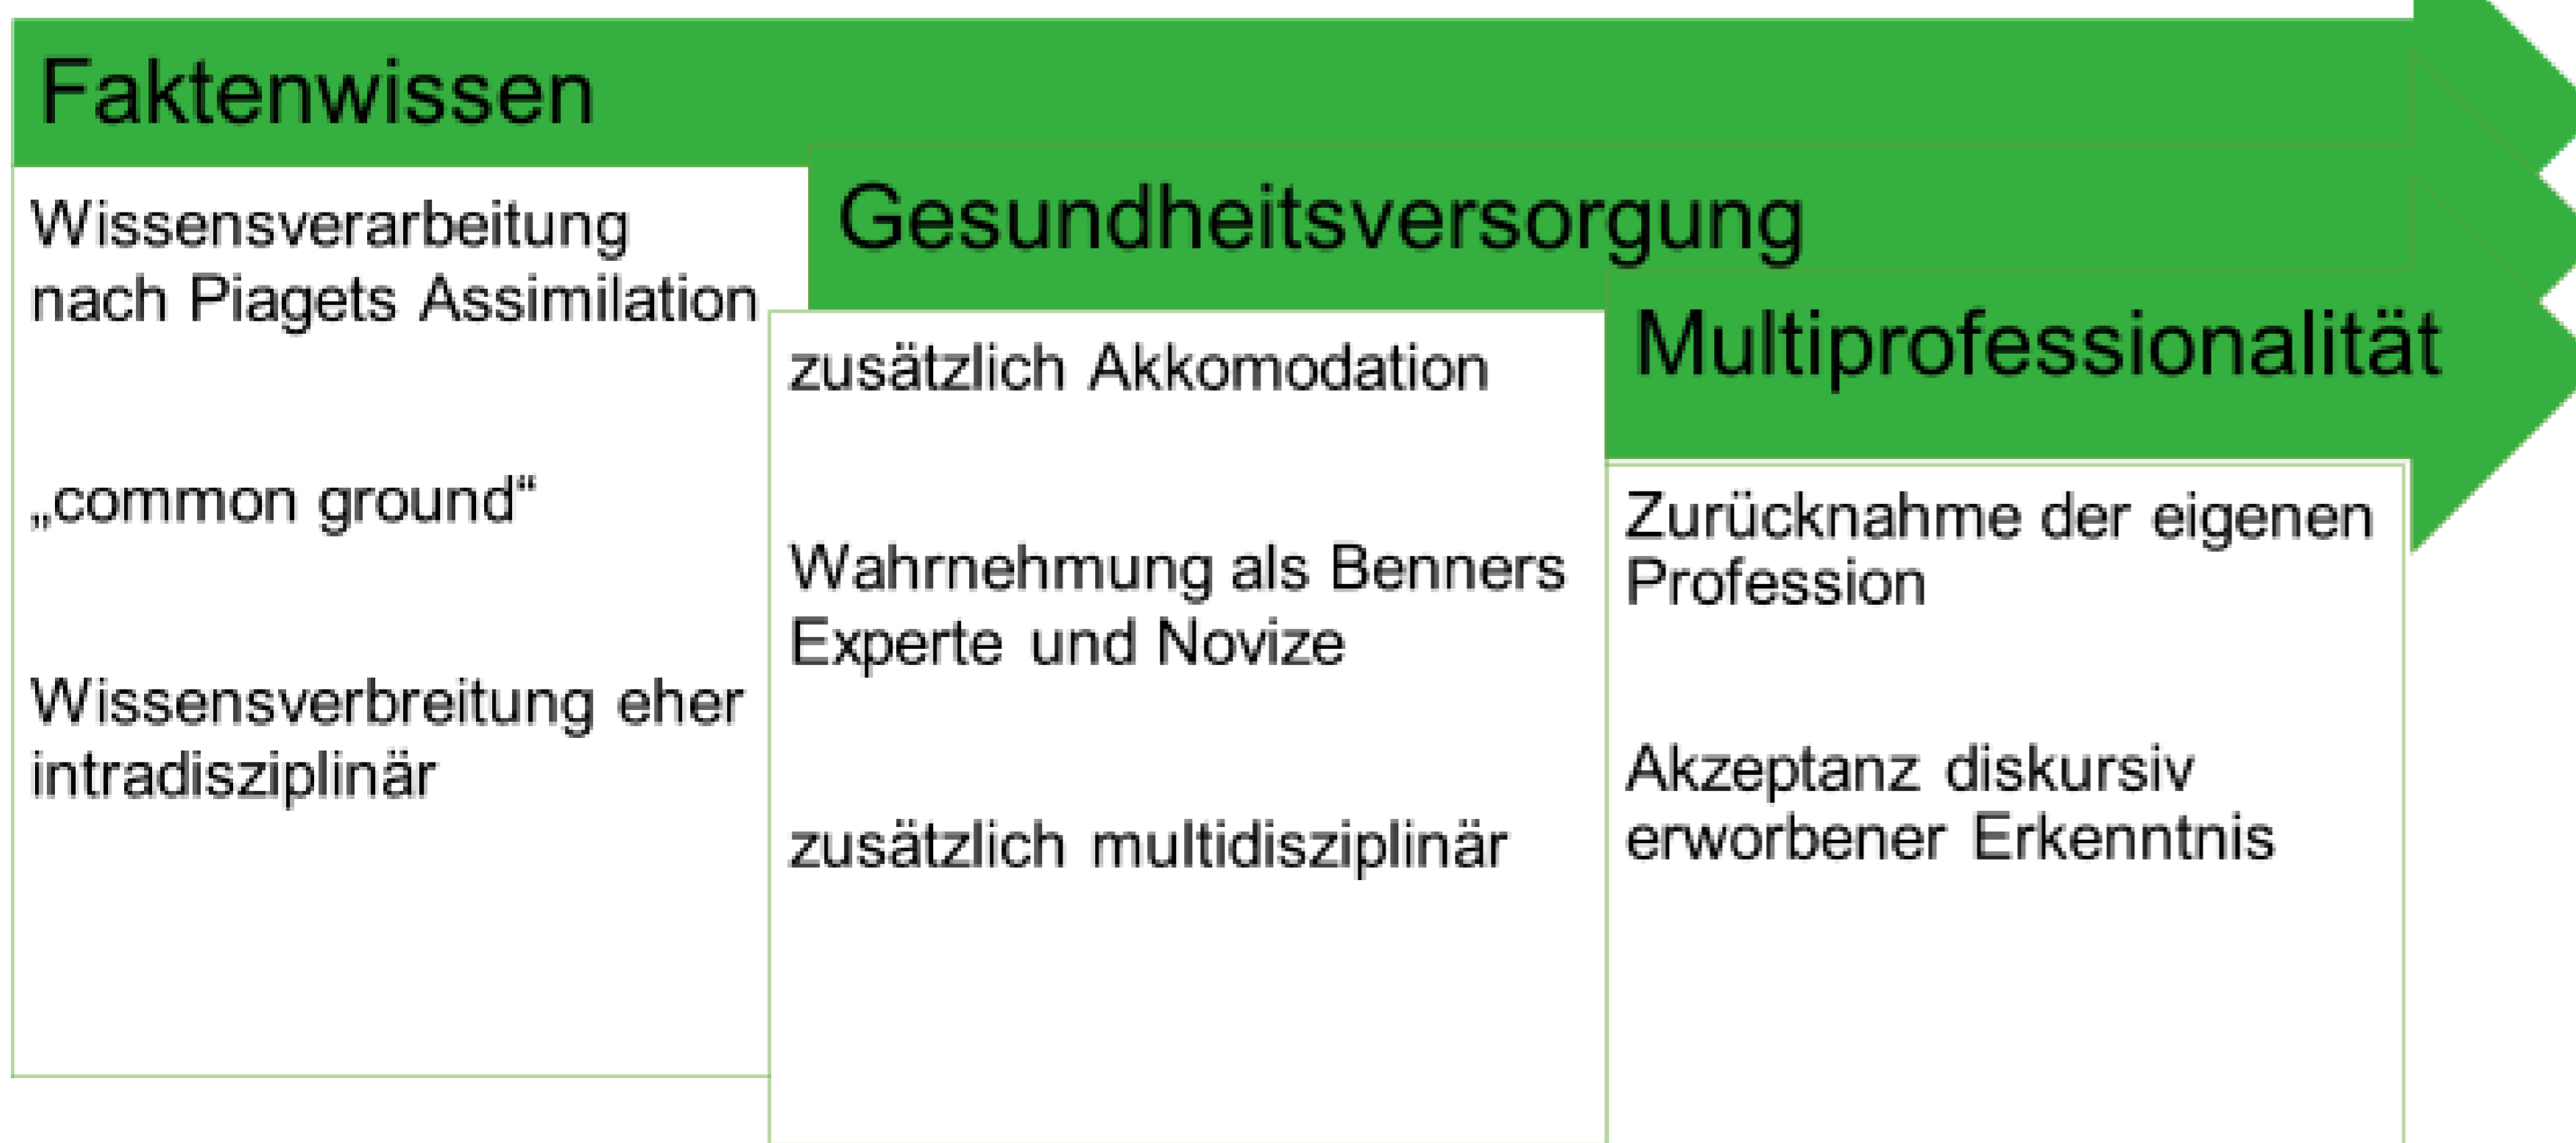 Faktenwissen
Wissensverarbeitung
nach Piagets Assimilation
„common ground“
Wissensverbreitung eher
intradisziplinär
Gesundheitsversorgung
zusätzlich Akkomodation
Wahrnehmung als Benners
Experte und Novize
zusätzlich multidisziplinär
Multiprofessionalität
Zurücknahme der eigenen
Profession
Akzeptanz diskursiv
erworbener Erkenntnis